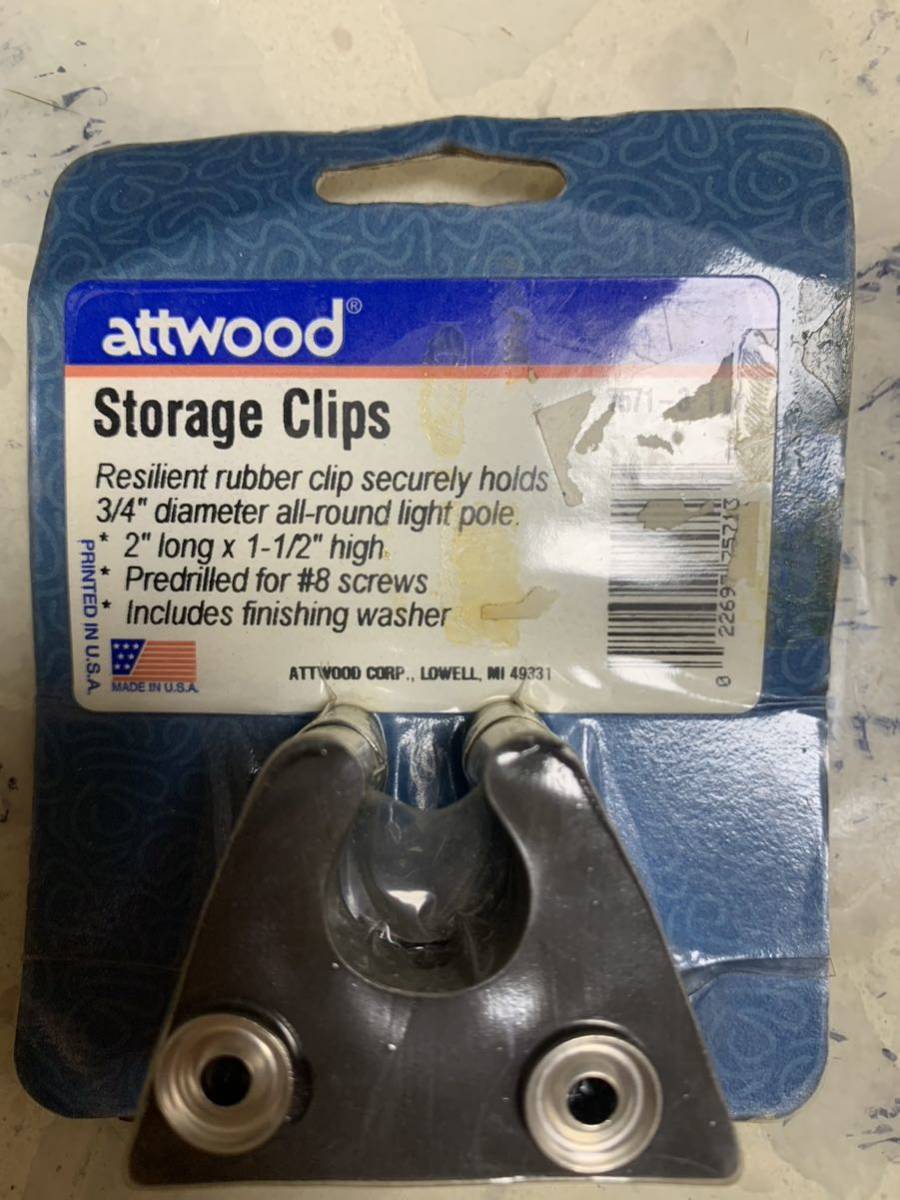 attwood®
Storage Clips
Resilient rubber clip securely holds
3/4" diameter all-round light pole.
* 2" long x 1-1/2" high
* Predrilled for #8 screws
* Includes finishing washer
PRINTED IN U.S.A.
MADE IN U.S.A.
ATTWOOD CORP., LOWELL, MI 49331